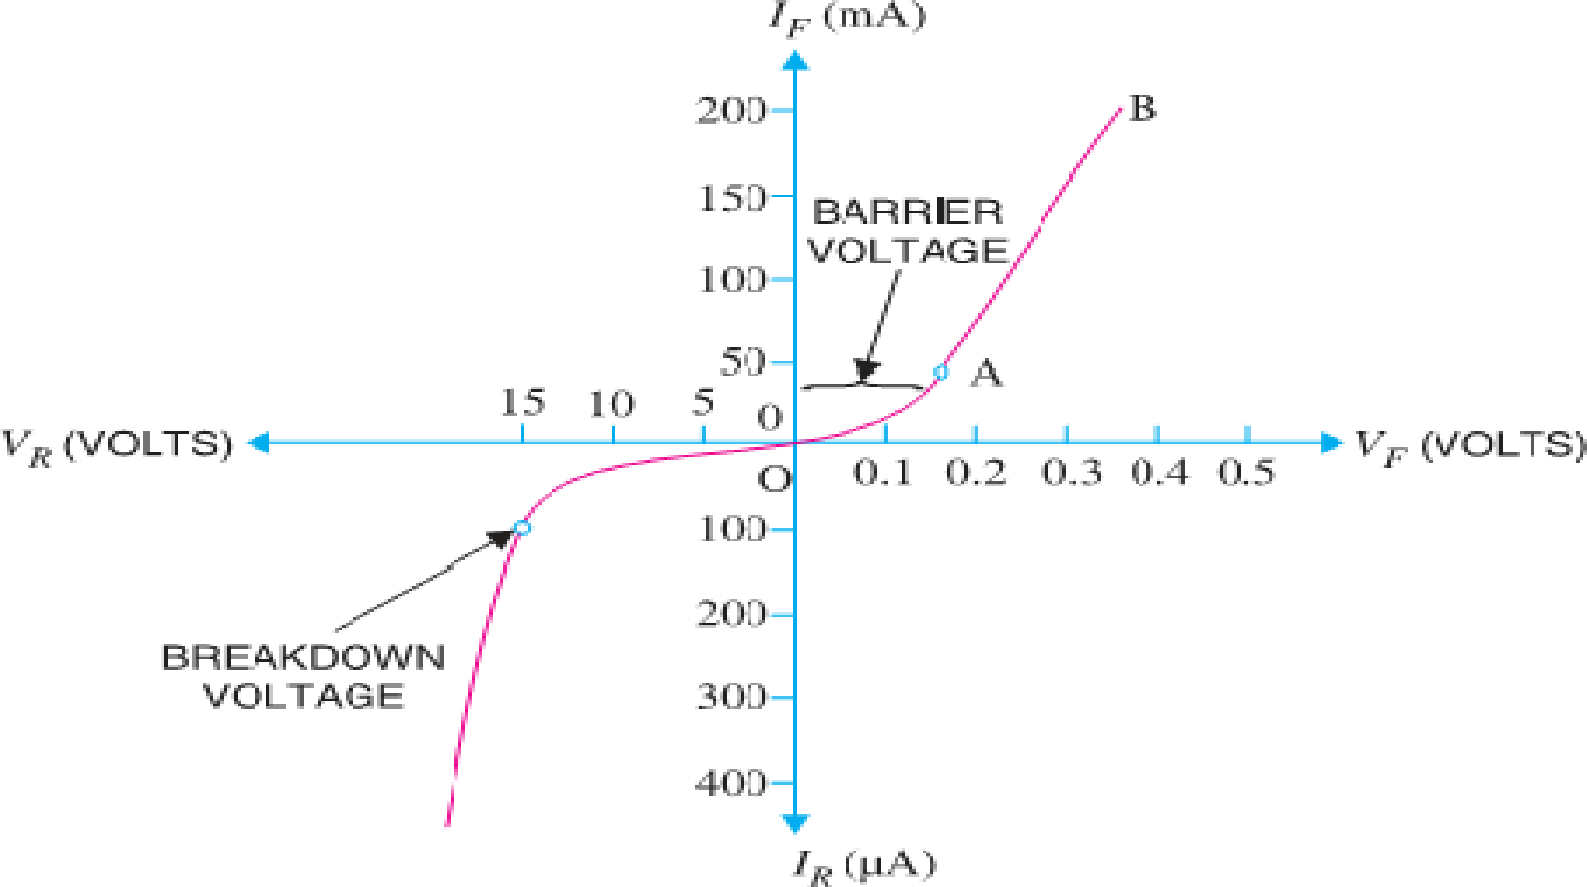 I_F (mA)
200
B
150
BARRIER
VOLTAGE
100
50
A
15 10 5 0
V_R (VOLTS)
V_F (VOLTS)
O
0.1 0.2 0.3 0.4 0.5
100
200
BREAKDOWN
VOLTAGE
300
400
I_R (μA)